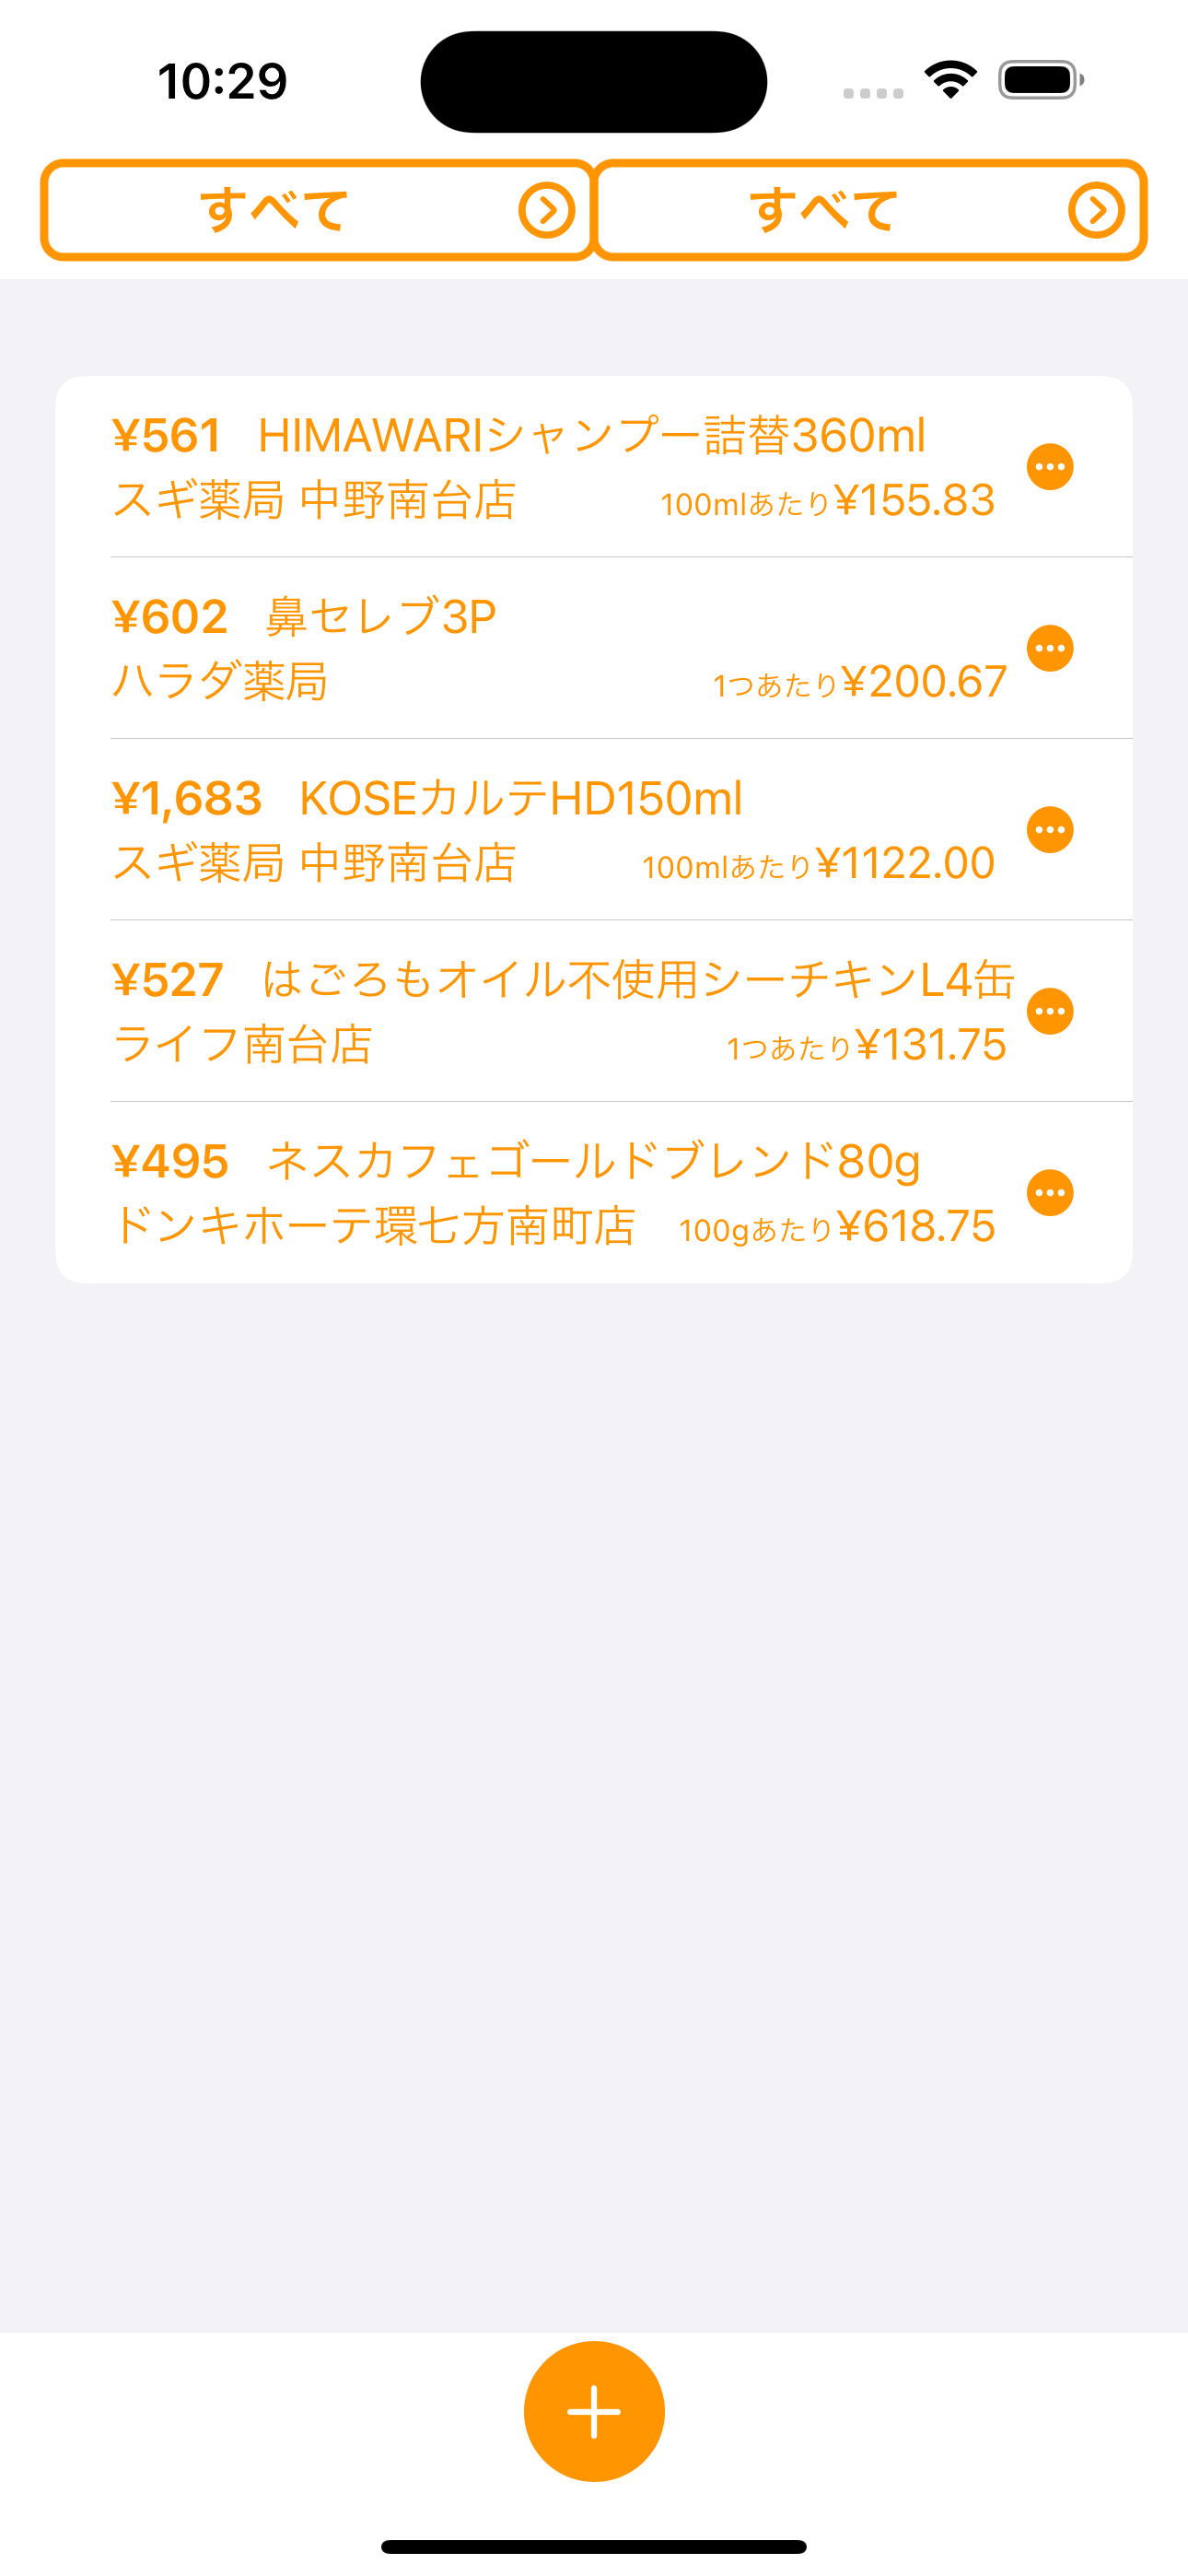 10:29
すべて すべて
¥561 HIMAWARIシャンプー詰替360ml
スギ薬局 中野南台店 100mlあたり¥155.83
¥602 鼻セレブ3P
ハラダ薬局 1つあたり¥200.67
¥1,683 KOSEカルテHD150ml
スギ薬局 中野南台店 100mlあたり¥1122.00
¥527 はごろもオイル不使用シーチキンL4缶
ライフ南台店 1つあたり¥131.75
¥495 ネスカフェゴールドブレンド80g
ドンキホーテ環七方南町店 100gあたり¥618.75